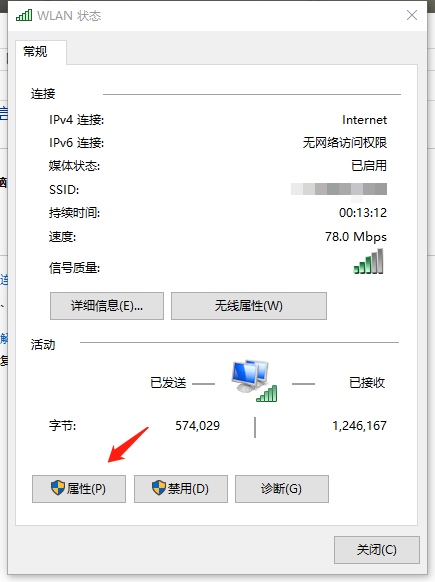 WLAN 状态
常规
连接
IPv4 连接: Internet
IPv6 连接: 无网络访问权限
媒体状态: 已启用
SSID:
持续时间: 00:13:12
速度: 78.0 Mbps
信号质量:
详细信息(E)... 无线属性(W)
活动
已发送 已接收
字节: 574,029 1,246,167
属性(P) 禁用(D) 诊断(G)
关闭(C)